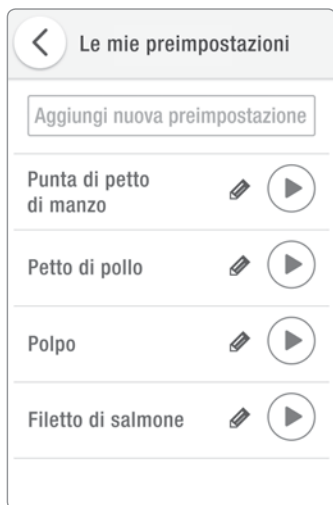 Le mie preimpostazioni
Aggiungi nuova preimpostazione
Punta di petto
di manzo
Petto di pollo
Polpo
Filetto di salmone